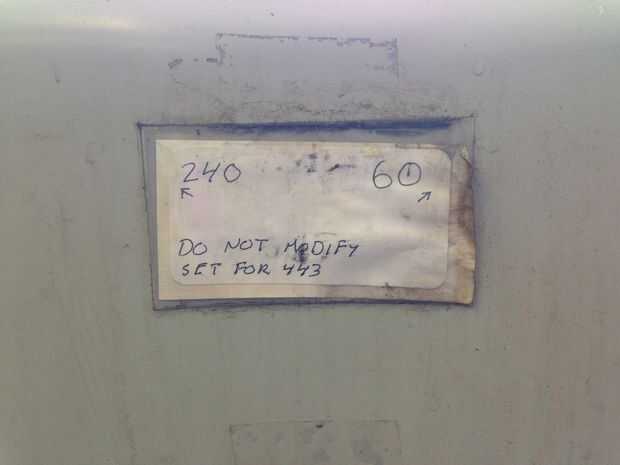 240 60
DO NOT MODIFY
SET FOR 443